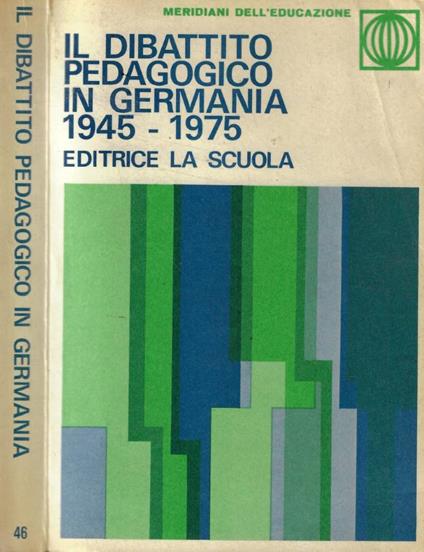 MERIDIANI DELL'EDUCAZIONE
IL DIBATTITO
PEDAGOGICO
IN GERMANIA
1945 - 1975
EDITRICE LA SCUOLA
IL DIBATTITO PEDAGOGICO IN GERMANIA
46